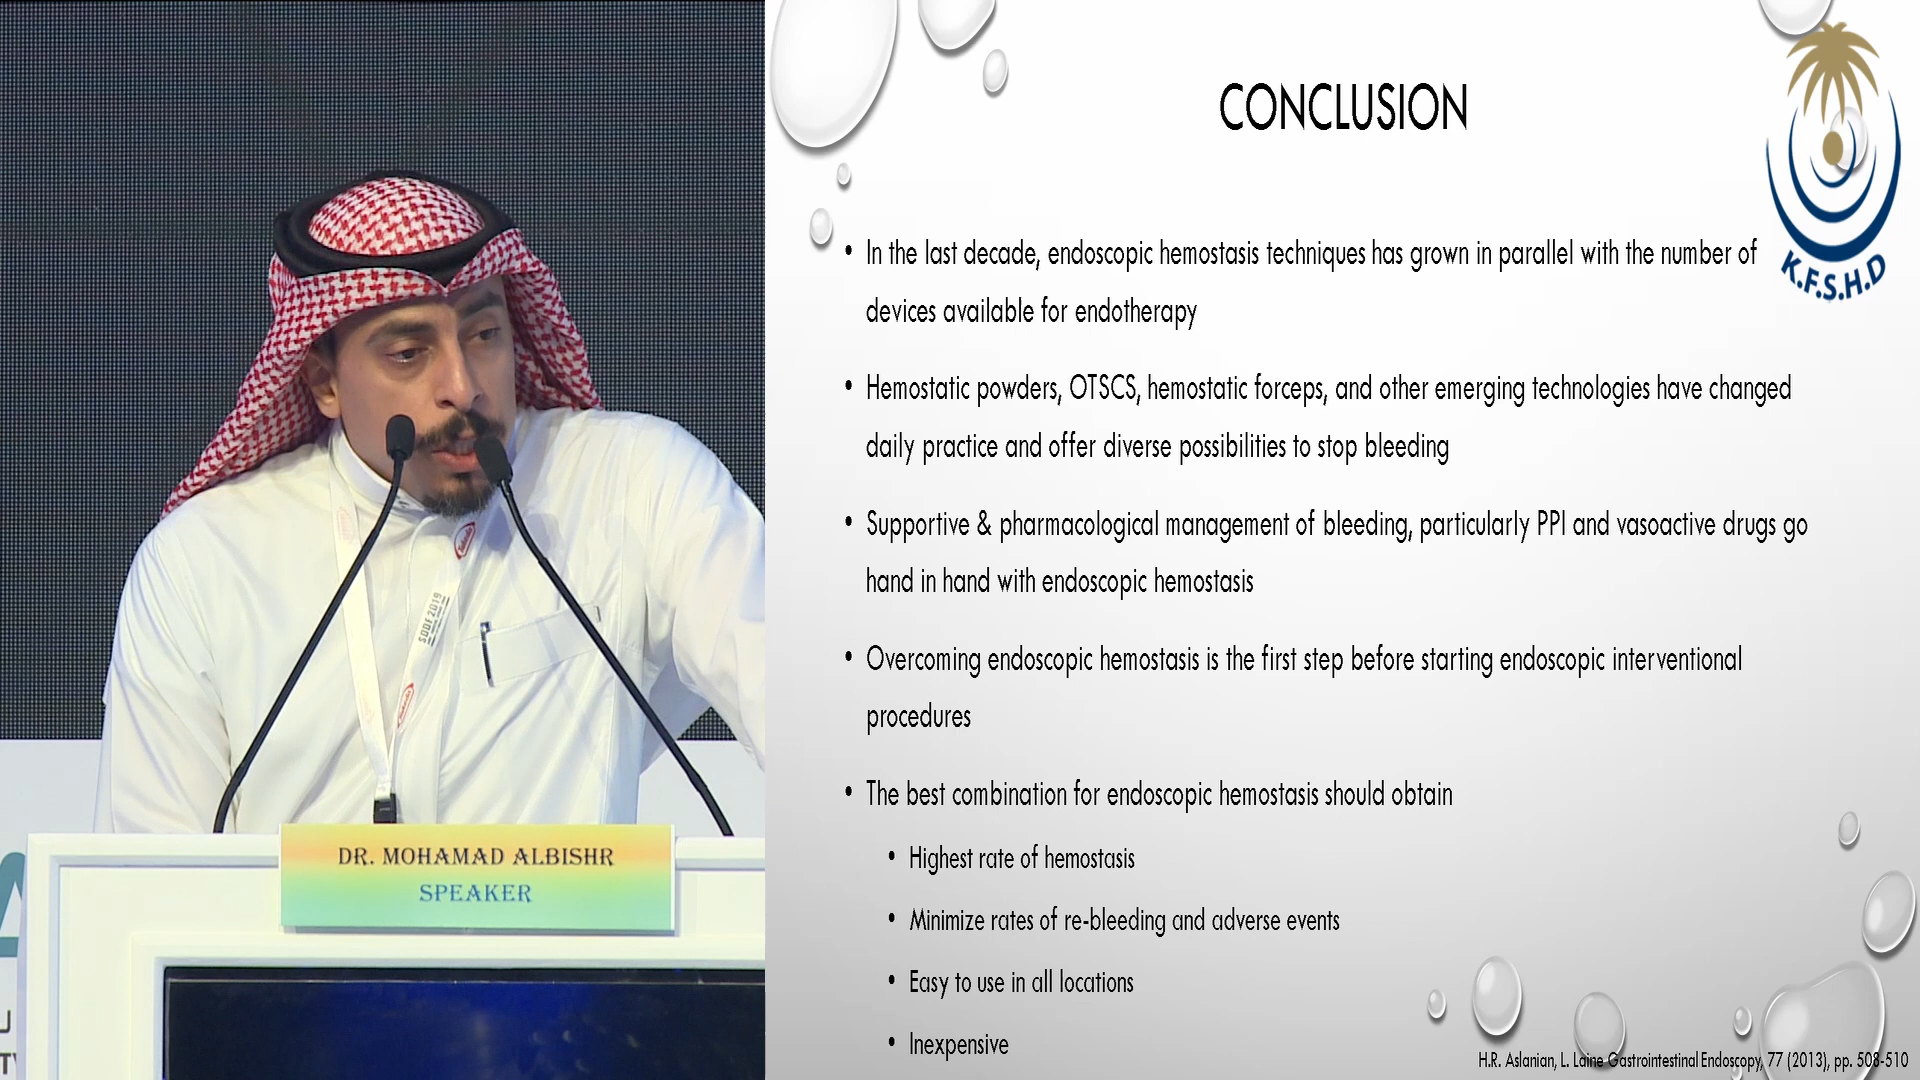 CONCLUSION
K.F.S.H.D
• In the last decade, endoscopic hemostasis techniques has grown in parallel with the number of
devices available for endotherapy
• Hemostatic powders, OTSCS, hemostatic forceps, and other emerging technologies have changed
daily practice and offer diverse possibilities to stop bleeding
• Supportive & pharmacological management of bleeding, particularly PPI and vasoactive drugs go
hand in hand with endoscopic hemostasis
• Overcoming endoscopic hemostasis is the first step before starting endoscopic interventional
procedures
• The best combination for endoscopic hemostasis should obtain
• Highest rate of hemostasis
• Minimize rates of re-bleeding and adverse events
• Easy to use in all locations
• Inexpensive
H.R. Aslanian, L. Laine Gastrointestinal Endoscopy, 77 (2013), pp. 508-510
SDDF 2019
DR. MOHAMAD ALBISHR
SPEAKER